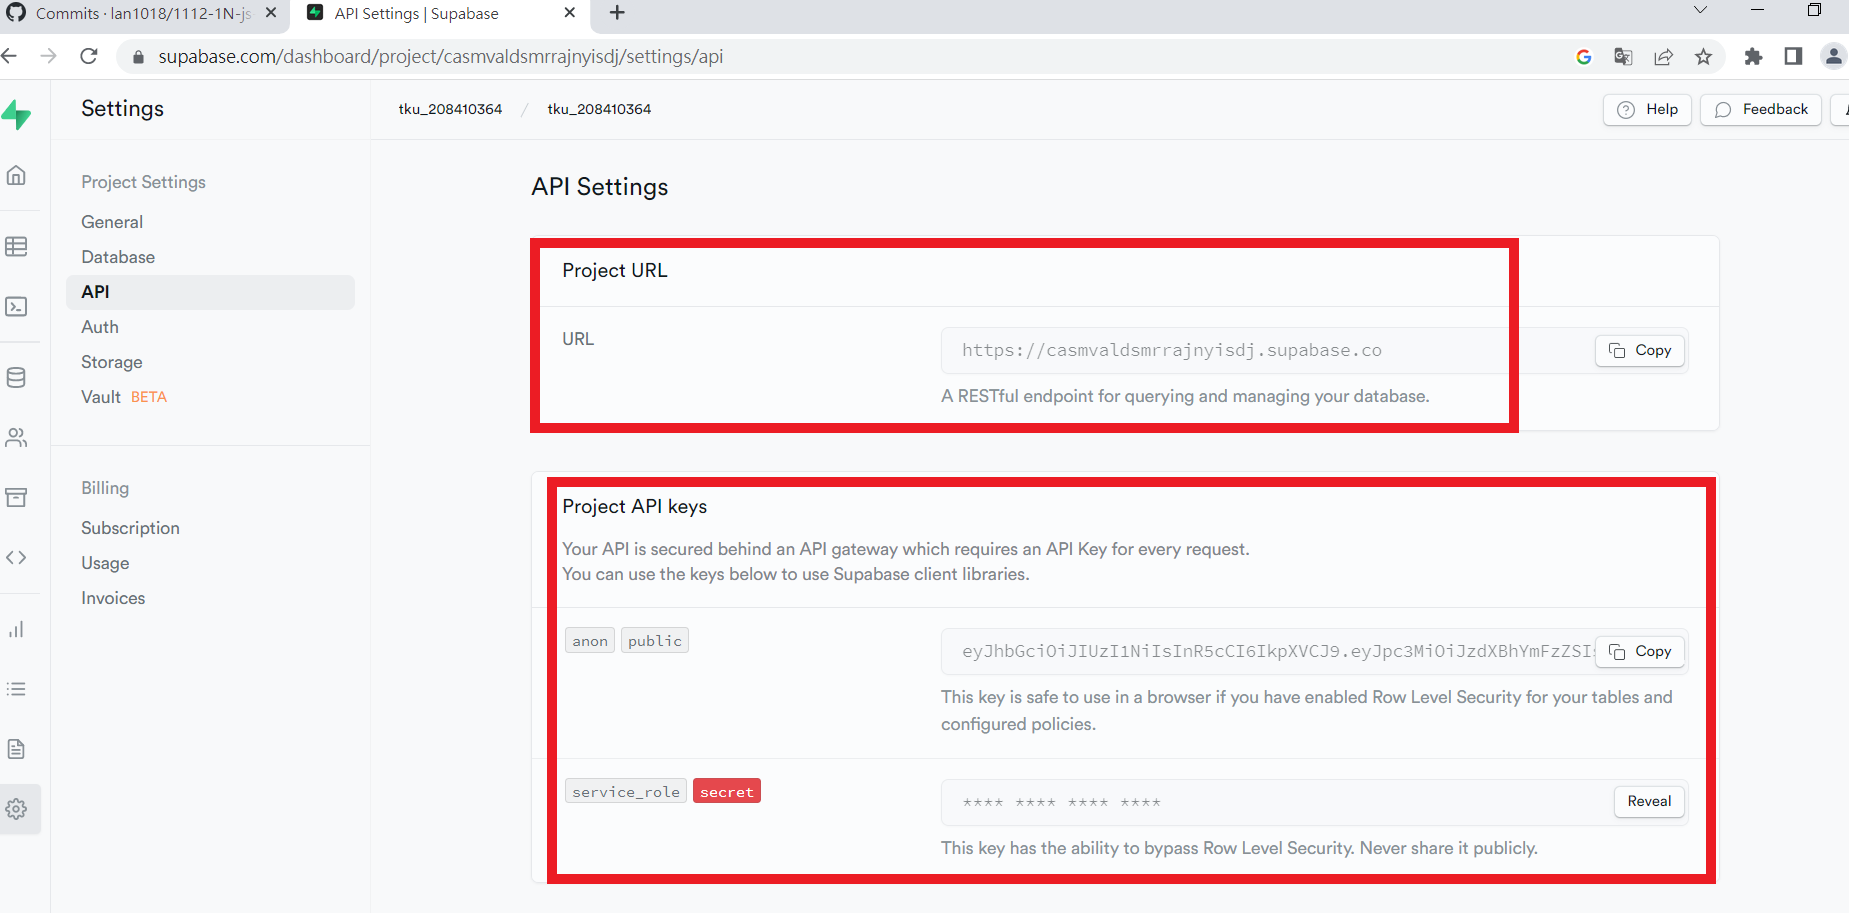 Commits · lan1018/1112-1N-js
API Settings | Supabase
supabase.com/dashboard/project/casmvaldsmrrajnyisdj/settings/api
Settings
tku_208410364 / tku_208410364
Help
Feedback
Project Settings
General
Database
API
Auth
Storage
Vault BETA
Billing
Subscription
Usage
Invoices
API Settings
Project URL
URL
https://casmvaldsmrrajnyisdj.supabase.co
Copy
A RESTful endpoint for querying and managing your database.
Project API keys
Your API is secured behind an API gateway which requires an API Key for every request.
You can use the keys below to use Supabase client libraries.
anon public
eyJhbGciOiJIUzI1NiIsInR5cCI6IkpXVCJ9.eyJpc3MiOiJzdXBhYmFzZSIs
Copy
This key is safe to use in a browser if you have enabled Row Level Security for your tables and
configured policies.
service_role secret
**** **** **** ****
Reveal
This key has the ability to bypass Row Level Security. Never share it publicly.